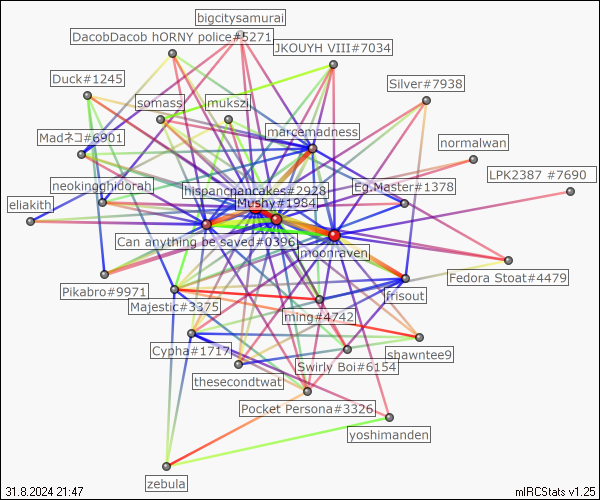 bigcitysamurai
DacobDacob hORNY police#5271
JKOUYH VIII#7034
Duck#1245
Silver#7938
somass
mukszi
marcemadness
Madネコ#6901
normalwan
LPK2387 #7690
neokingghidorah
hispancpancakes#2928
Eg.Master#1378
eliakith
Mushy#1984
Can anything be saved#0396
moonraven
Pikabro#9971
Fedora Stoat#4479
Majestic#3375
frisout
ming#4742
Cypha#1717
shawntee9
Swirly Boi#6154
thesecondtwat
Pocket Persona#3326
yoshimanden
zebula
31.8.2024 21:47
mIRCStats v1.25